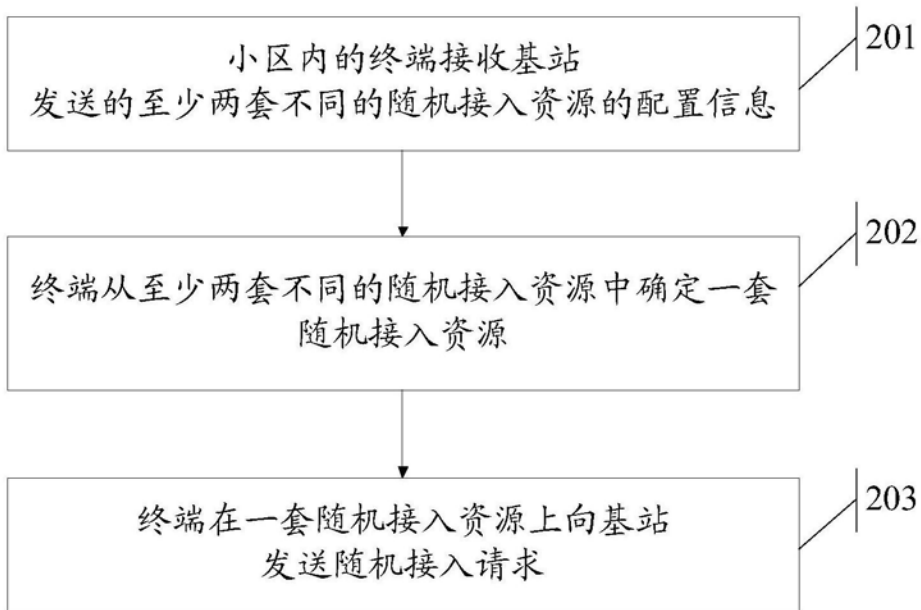 小区内的终端接收基站
发送的至少两套不同的随机接入资源的配置信息
201
终端从至少两套不同的随机接入资源中确定一套
随机接入资源
202
终端在一套随机接入资源上向基站
发送随机接入请求
203